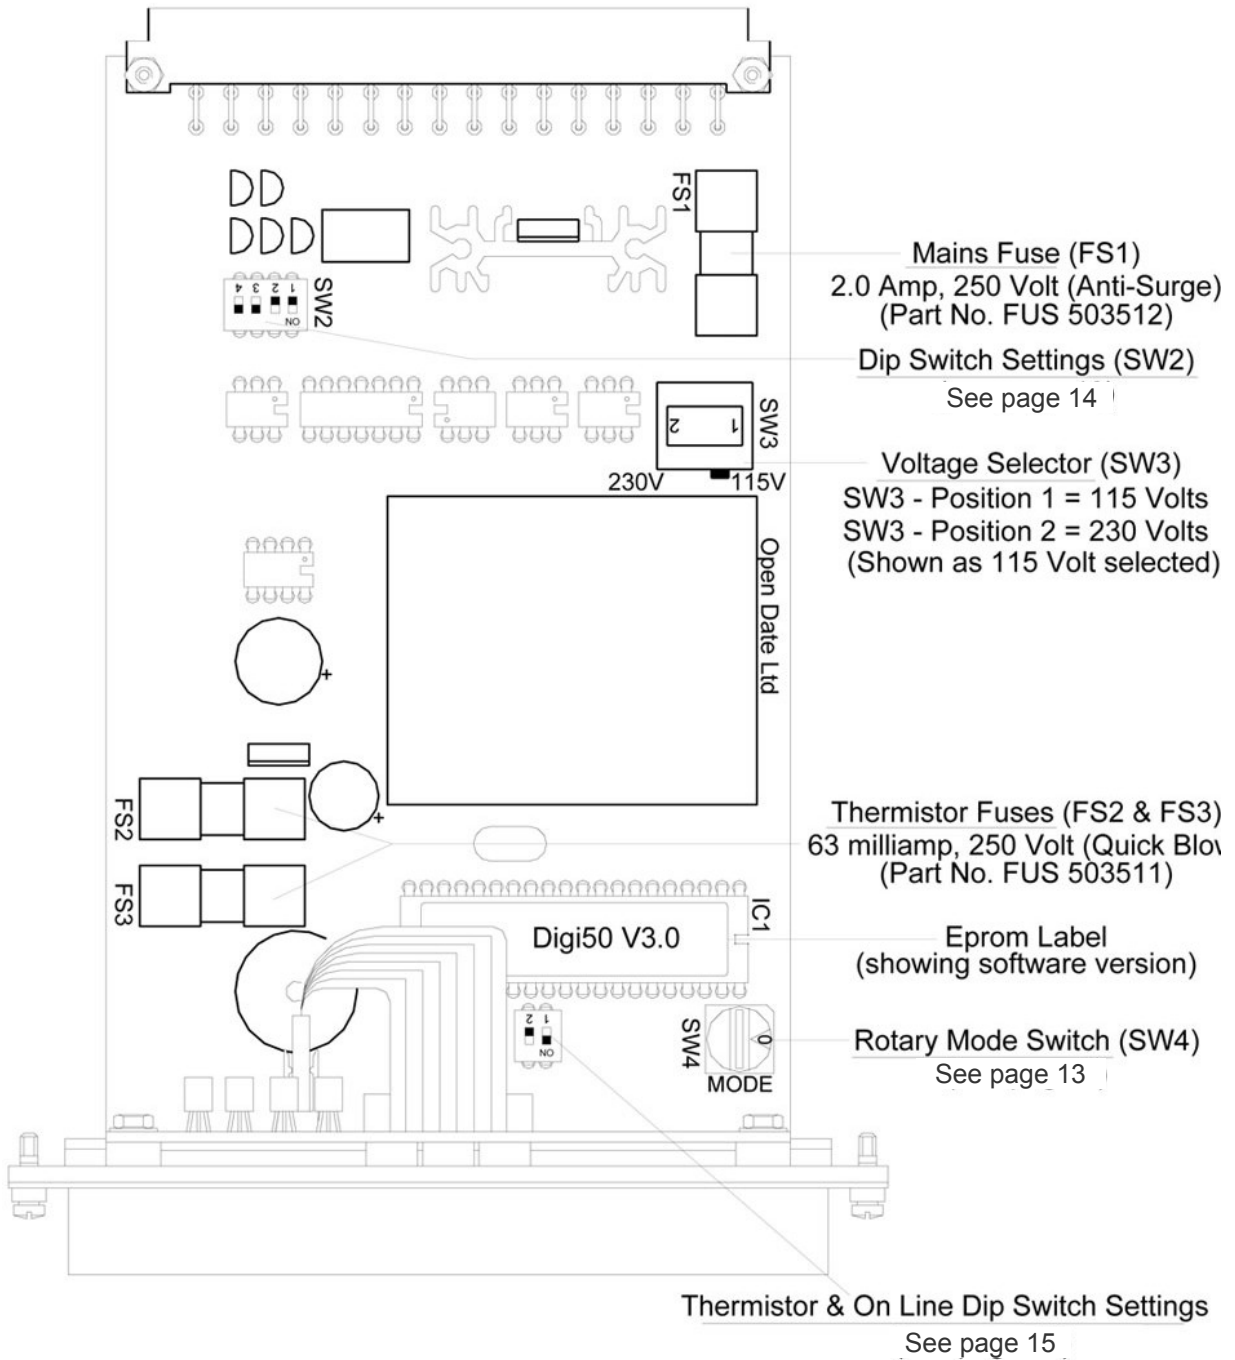 FS1
Mains Fuse (FS1)
2.0 Amp, 250 Volt (Anti-Surge)
(Part No. FUS 503512)
4 3 2 1
ON
SW2
Dip Switch Settings (SW2)
See page 14
2 1
SW3
230V 115V
Voltage Selector (SW3)
SW3 - Position 1 = 115 Volts
SW3 - Position 2 = 230 Volts
(Shown as 115 Volt selected)
Open Date Ltd
+
+
FS2
FS3
Thermistor Fuses (FS2 & FS3)
63 milliamp, 250 Volt (Quick Blow
(Part No. FUS 503511)
IC1
Digi50 V3.0
Eprom Label
(showing software version)
2 1
ON
SW4
0
MODE
Rotary Mode Switch (SW4)
See page 13
Thermistor & On Line Dip Switch Settings
See page 15